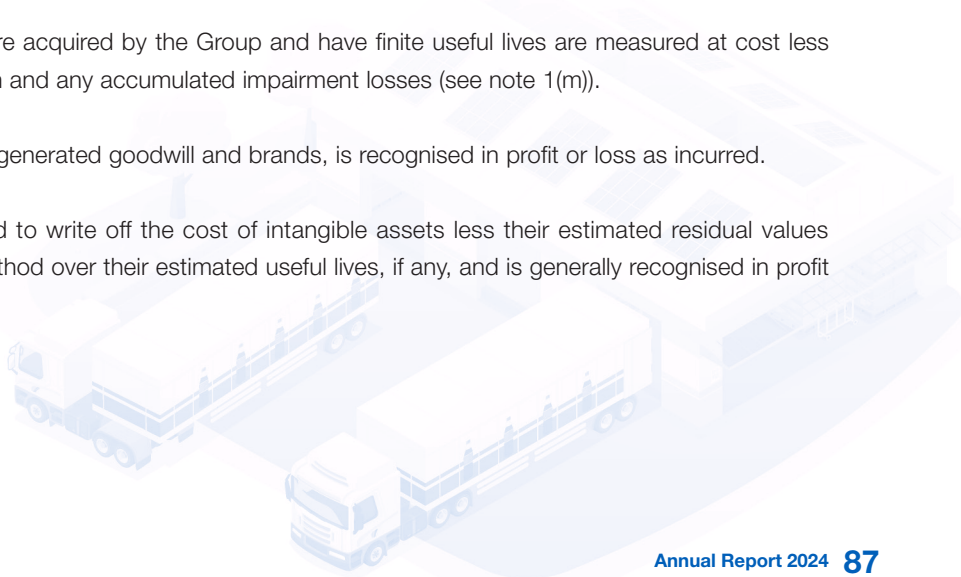 re acquired by the Group and have finite useful lives are measured at cost less
and any accumulated impairment losses (see note 1(m)).
generated goodwill and brands, is recognised in profit or loss as incurred.
to write off the cost of intangible assets less their estimated residual values
over their estimated useful lives, if any, and is generally recognised in profit
Annual Report 2024 87